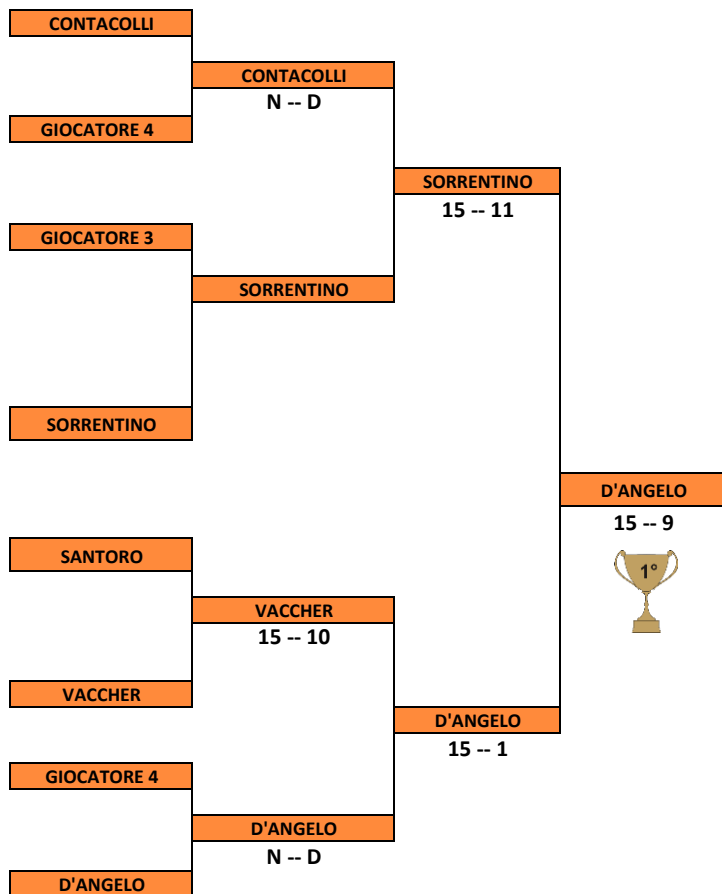 CONTACOLLI
CONTACOLLI
N -- D
GIOCATORE 4
SORRENTINO
15 -- 11
GIOCATORE 3
SORRENTINO
SORRENTINO
D'ANGELO
15 -- 9
1°
SANTORO
VACCHER
15 -- 10
VACCHER
D'ANGELO
15 -- 1
GIOCATORE 4
D'ANGELO
N -- D
D'ANGELO